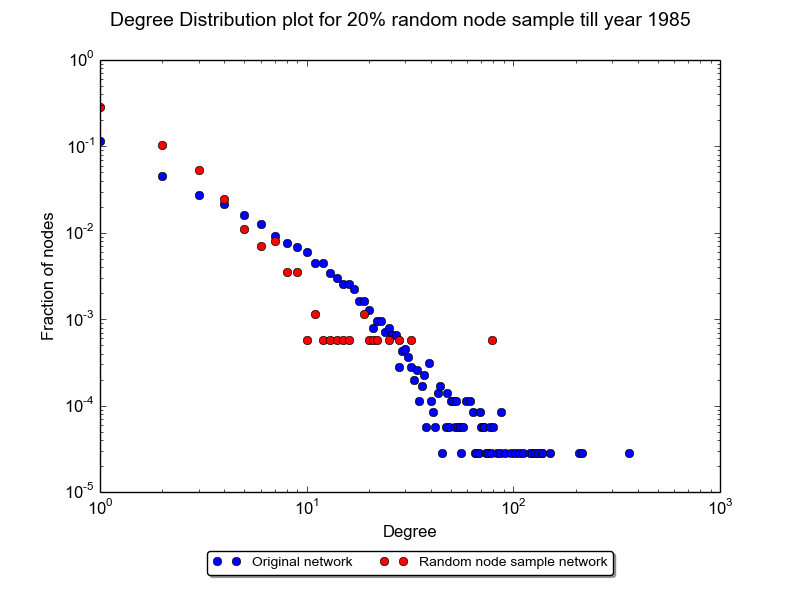 Degree Distribution plot for 20% random node sample till year 1985
10^0
10^-1
10^-2
10^-3
10^-4
10^-5
Fraction of nodes
10^0 10^1 10^2 10^3
Degree
Original network Random node sample network